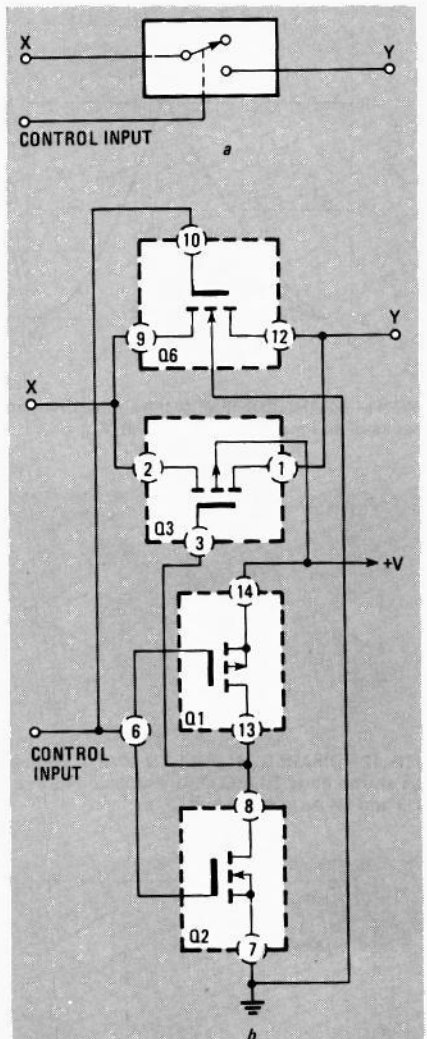 X
Y
CONTROL INPUT
a
10
9
12
Y
Q6
X
2
1
Q3
3
+V
14
Q1
6
13
CONTROL
INPUT
8
Q2
7
b